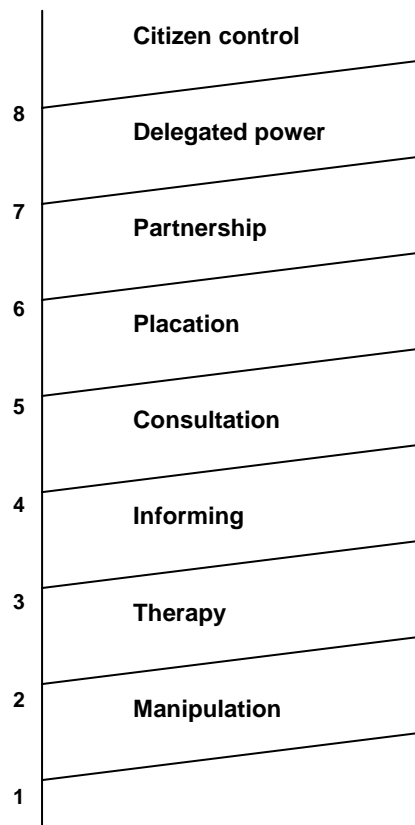 Citizen control
8
Delegated power
7
Partnership
6
Placation
5
Consultation
4
Informing
3
Therapy
2
Manipulation
1